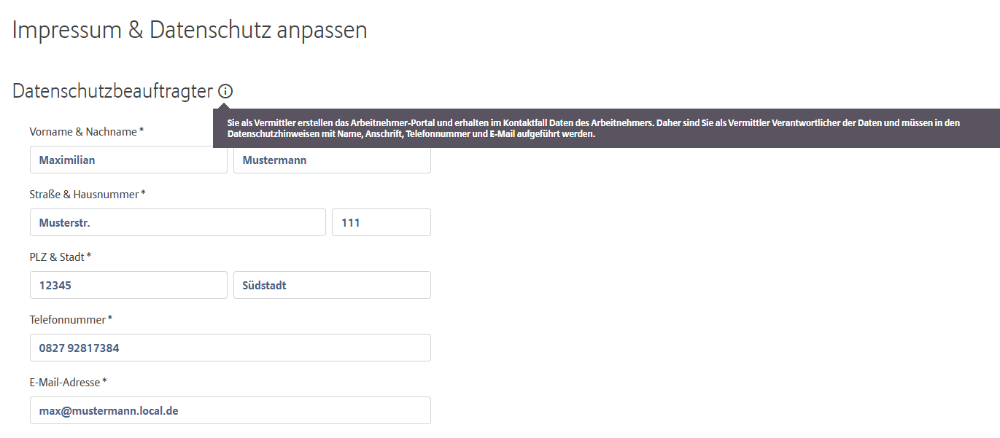 Impressum & Datenschutz anpassen
Datenschutzbeauftragter
Sie als Vermittler erstellen das Arbeitnehmer-Portal und erhalten im Kontaktfall Daten des Arbeitnehmers. Daher sind Sie als Vermittler Verantwortlicher der Daten und müssen in den
Datenschutzhinweisen mit Name, Anschrift, Telefonnummer und E-Mail aufgeführt werden.
Vorname & Nachname *
Maximilian Mustermann
Straße & Hausnummer *
Musterstr. 111
PLZ & Stadt *
12345 Südstadt
Telefonnummer *
0827 92817384
E-Mail-Adresse *
max@mustermann.local.de